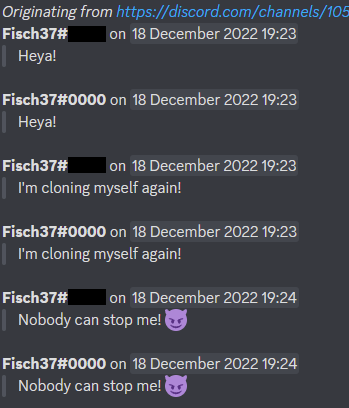 Originating from https://discord.com/channels/105
Fisch37# on 18 December 2022 19:23
Heya!
Fisch37#0000 on 18 December 2022 19:23
Heya!
Fisch37# on 18 December 2022 19:23
I'm cloning myself again!
Fisch37#0000 on 18 December 2022 19:23
I'm cloning myself again!
Fisch37# on 18 December 2022 19:24
Nobody can stop me! 😈
Fisch37#0000 on 18 December 2022 19:24
Nobody can stop me! 😈